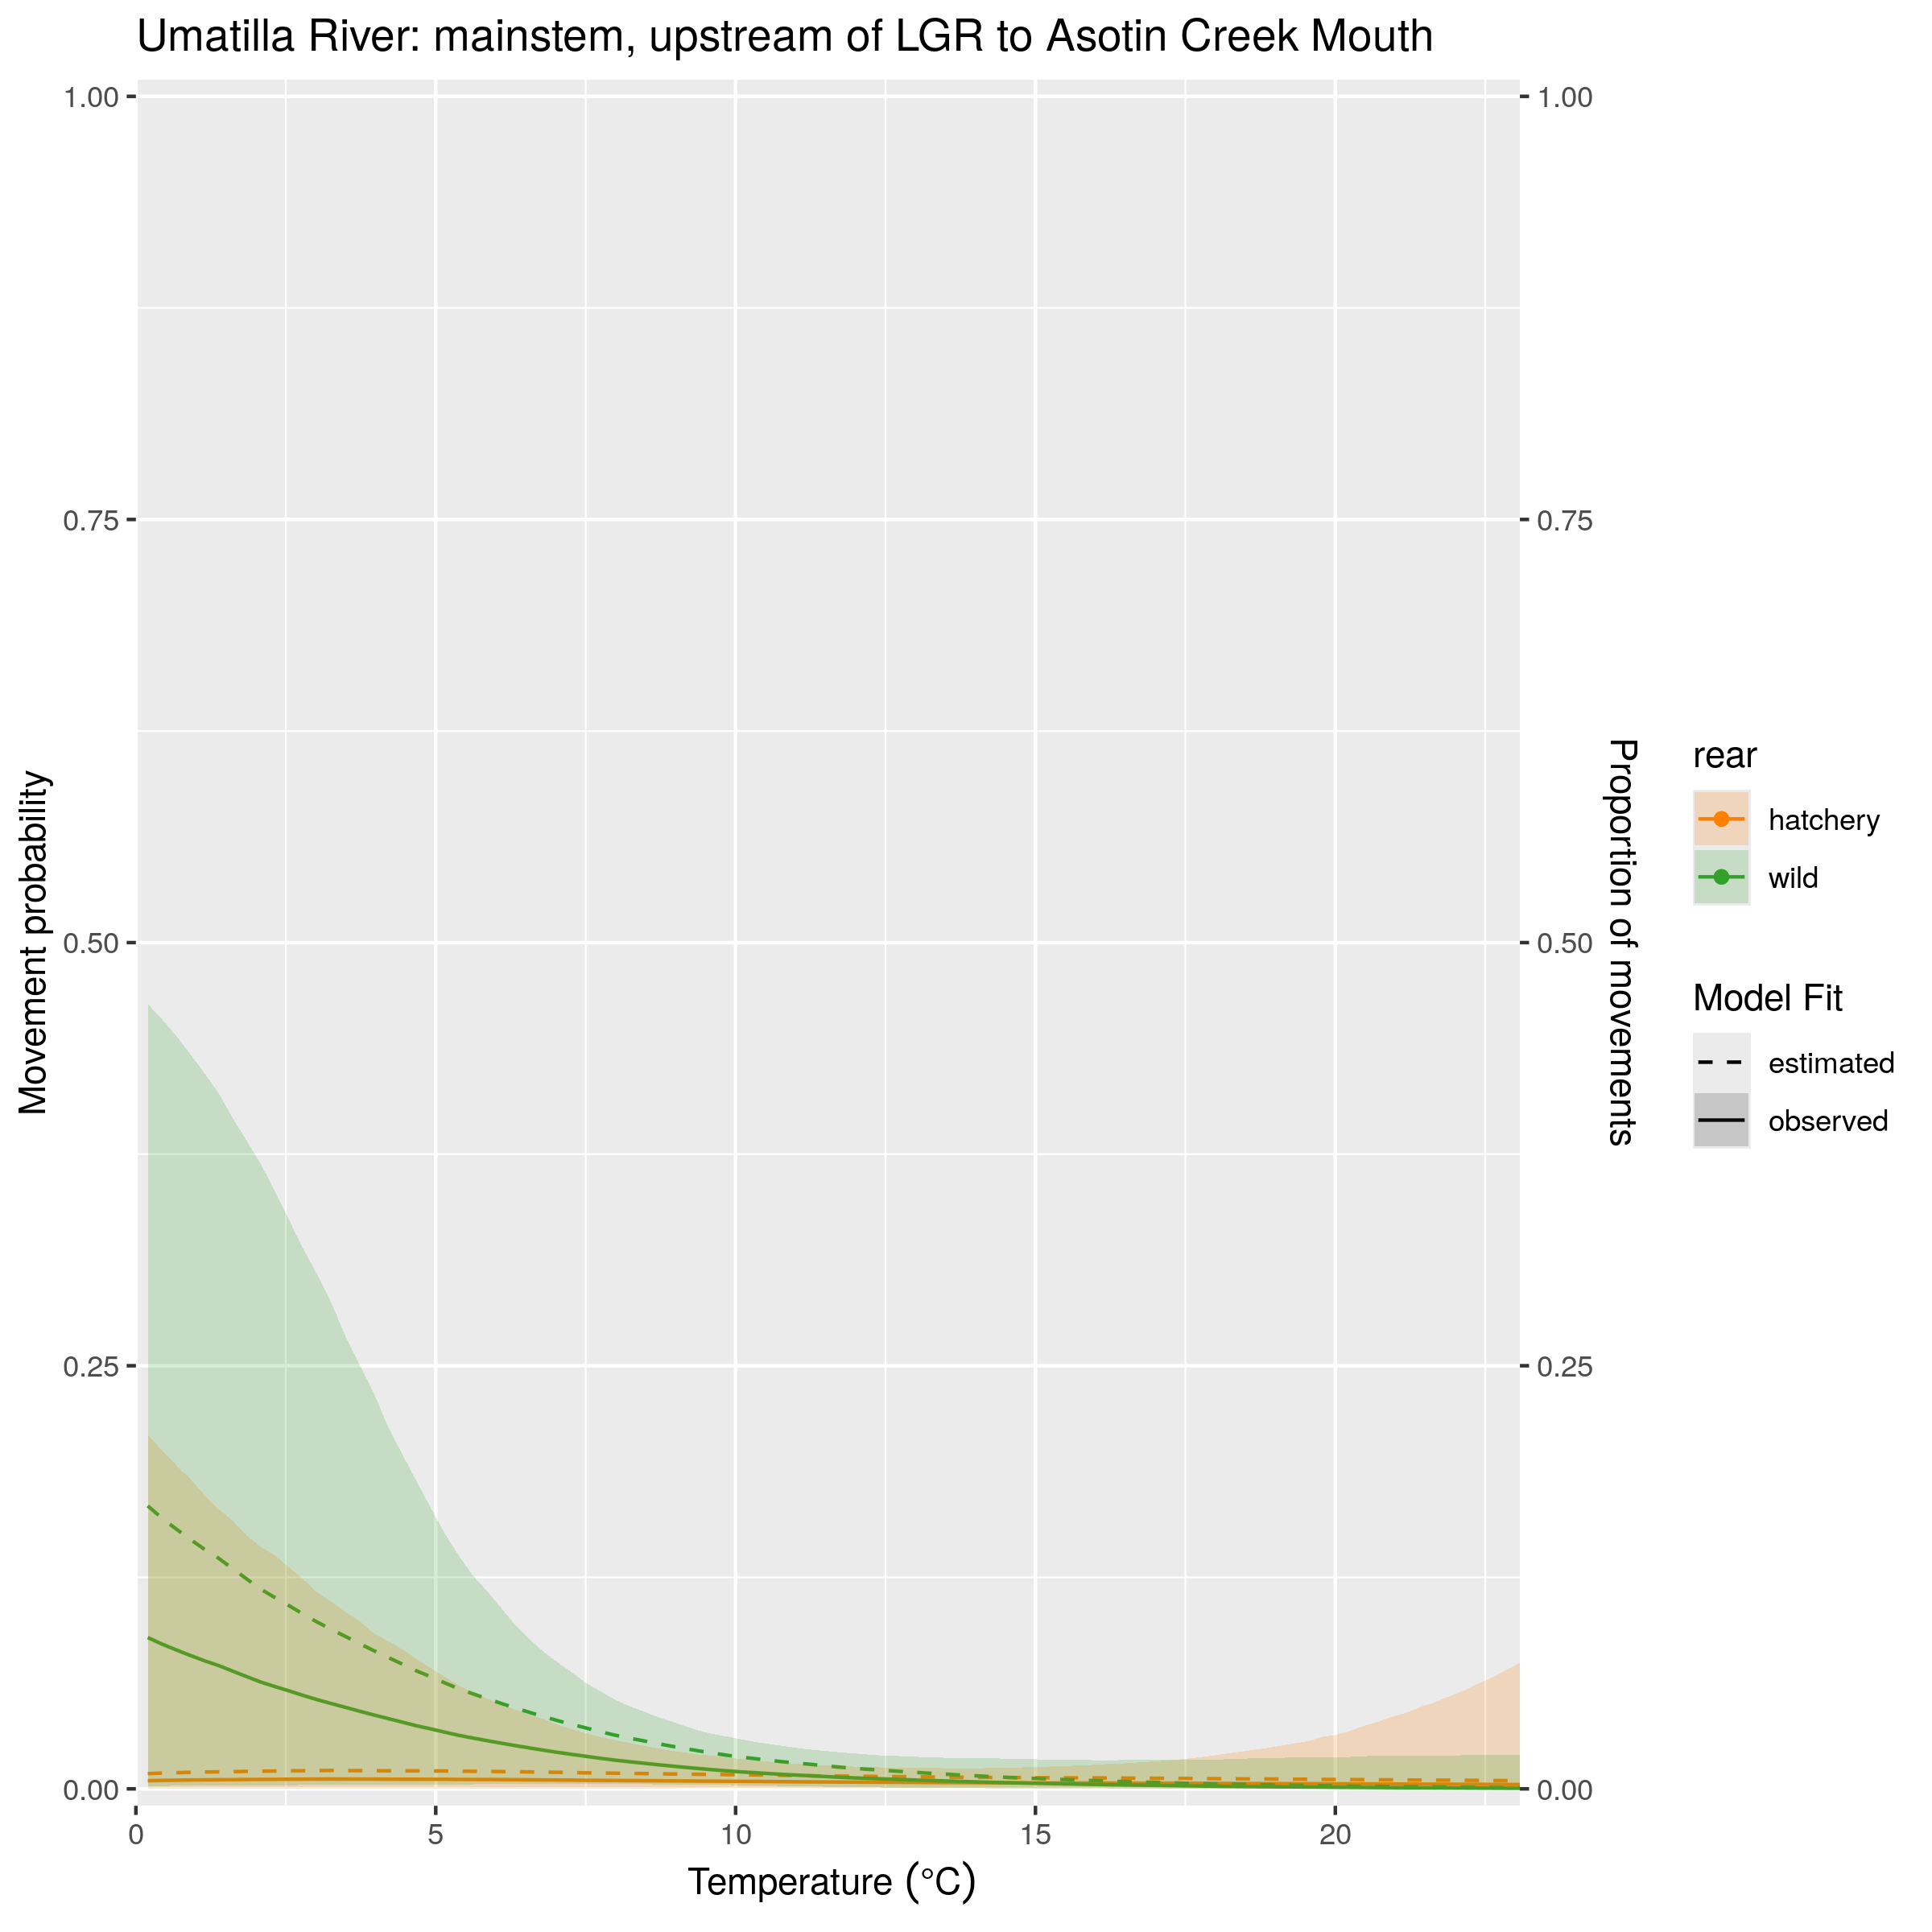 Umatilla River: mainstem, upstream of LGR to Asotin Creek Mouth
Movement probability
1.00
0.75
0.50
0.25
0.00
1.00
0.75
0.50
0.25
0.00
Proportion of movements
0
5
10
15
20
Temperature (°C)
rear
hatchery
wild
Model Fit
estimated
observed